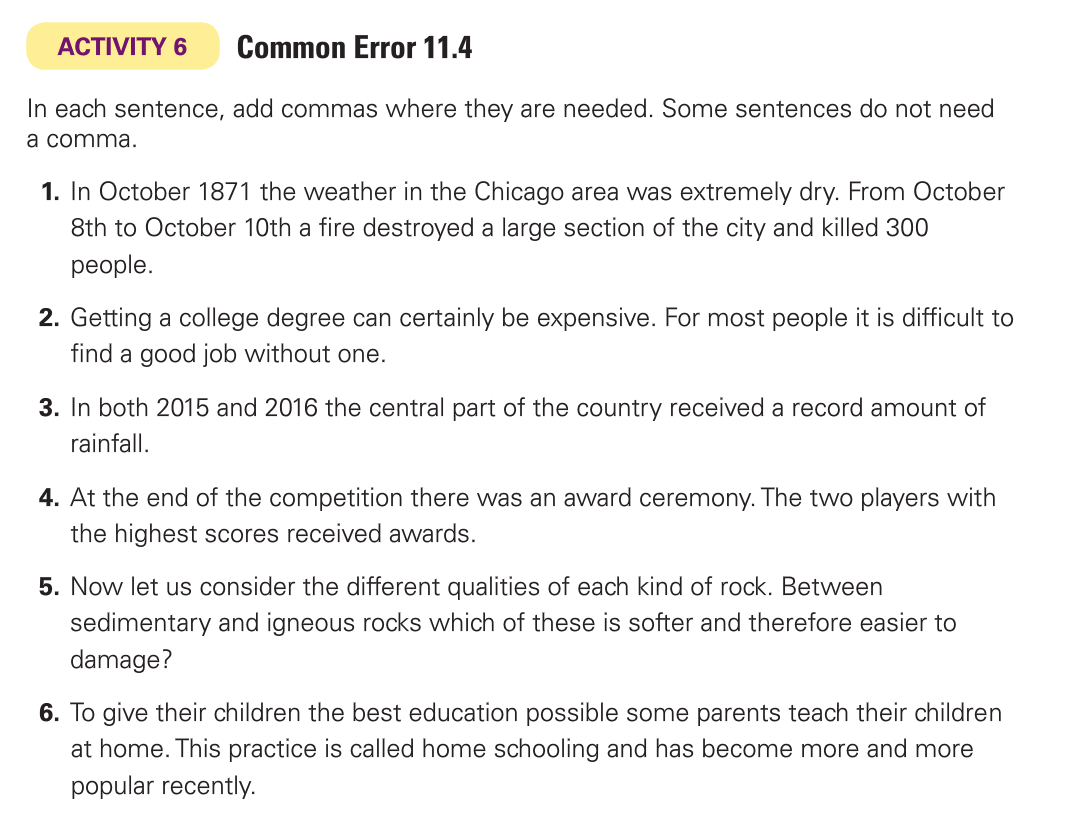 ACTIVITY 6 Common Error 11.4
In each sentence, add commas where they are needed. Some sentences do not need
a comma.
1. In October 1871 the weather in the Chicago area was extremely dry. From October
8th to October 10th a fire destroyed a large section of the city and killed 300
people.
2. Getting a college degree can certainly be expensive. For most people it is difficult to
find a good job without one.
3. In both 2015 and 2016 the central part of the country received a record amount of
rainfall.
4. At the end of the competition there was an award ceremony. The two players with
the highest scores received awards.
5. Now let us consider the different qualities of each kind of rock. Between
sedimentary and igneous rocks which of these is softer and therefore easier to
damage?
6. To give their children the best education possible some parents teach their children
at home. This practice is called home schooling and has become more and more
popular recently.